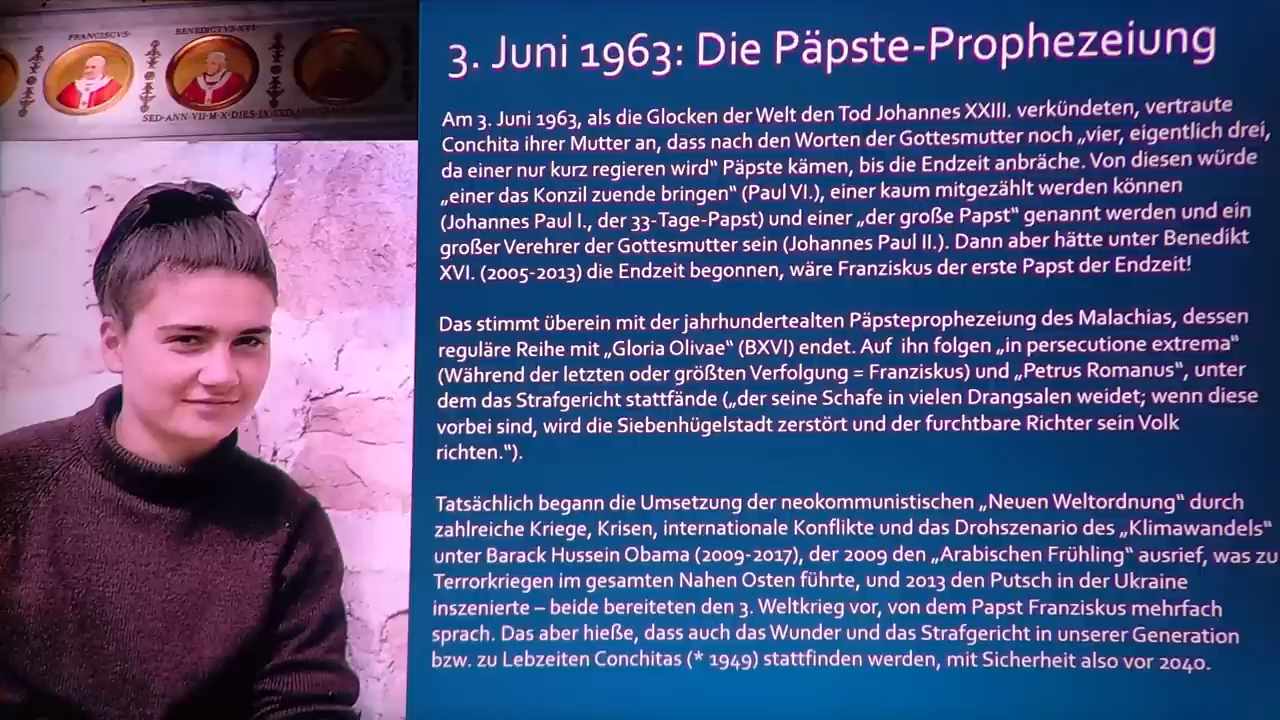 FRANCISCVS·
BENEDICTVS·XVI·
3. Juni 1963: Die Päpste-Prophezeiung
Am 3. Juni 1963, als die Glocken der Welt den Tod Johannes XXIII. verkündeten, vertraute
Conchita ihrer Mutter an, dass nach den Worten der Gottesmutter noch „vier, eigentlich drei,
da einer nur kurz regieren wird“ Päpste kämen, bis die Endzeit anbräche. Von diesen würde
„einer das Konzil zuende bringen“ (Paul VI.), einer kaum mitgezählt werden können
(Johannes Paul I., der 33-Tage-Papst) und einer „der große Papst“ genannt werden und ein
großer Verehrer der Gottesmutter sein (Johannes Paul II.). Dann aber hätte unter Benedikt
XVI. (2005-2013) die Endzeit begonnen, wäre Franziskus der erste Papst der Endzeit!
Das stimmt überein mit der jahrhundertealten Päpsteprophezeiung des Malachias, dessen
reguläre Reihe mit „Gloria Olivae“ (BXVI) endet. Auf ihn folgen „in persecutione extrema“
(Während der letzten oder größten Verfolgung = Franziskus) und „Petrus Romanus“, unter
dem das Strafgericht stattfände („der seine Schafe in vielen Drangsalen weidet; wenn diese
vorbei sind, wird die Siebenhügelstadt zerstört und der furchtbare Richter sein Volk
richten.“).
Tatsächlich begann die Umsetzung der neokommunistischen „Neuen Weltordnung“ durch
zahlreiche Kriege, Krisen, internationale Konflikte und das Drohszenario des „Klimawandels“
unter Barack Hussein Obama (2009-2017), der 2009 den „Arabischen Frühling“ ausrief, was zu
Terrorkriegen im gesamten Nahen Osten führte, und 2013 den Putsch in der Ukraine
inszenierte – beide bereiteten den 3. Weltkrieg vor, von dem Papst Franziskus mehrfach
sprach. Das aber hieße, dass auch das Wunder und das Strafgericht in unserer Generation
bzw. zu Lebzeiten Conchitas (* 1949) stattfinden werden, mit Sicherheit also vor 2040.